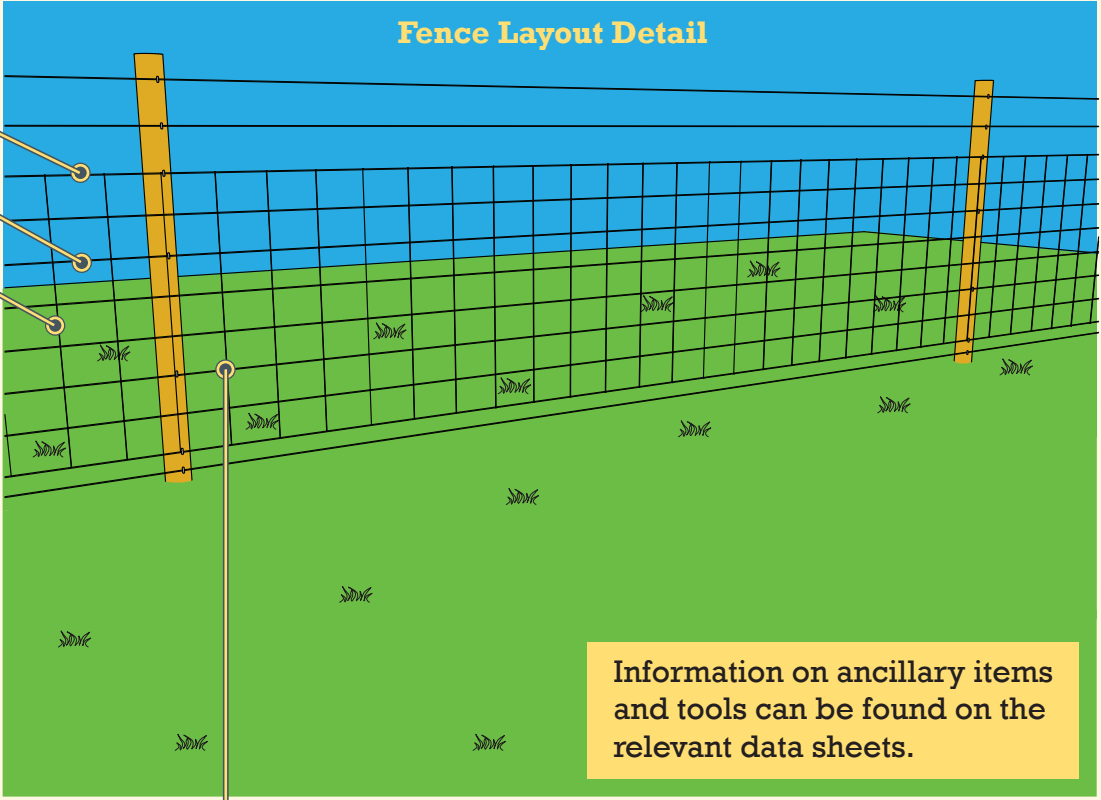 Fence Layout Detail
Information on ancillary items
and tools can be found on the
relevant data sheets.